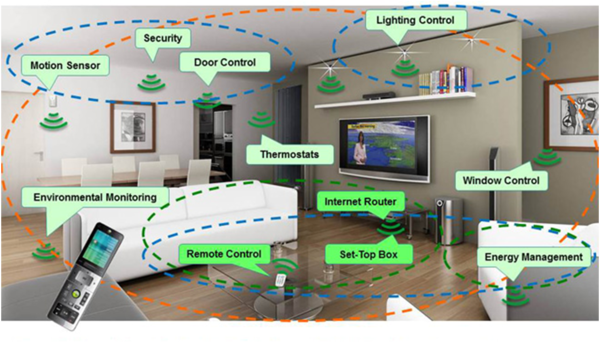 Lighting Control
Security
Motion Sensor
Door Control
Thermostats
Window Control
Environmental Monitoring
Internet Router
Remote Control
Set-Top Box
Energy Management